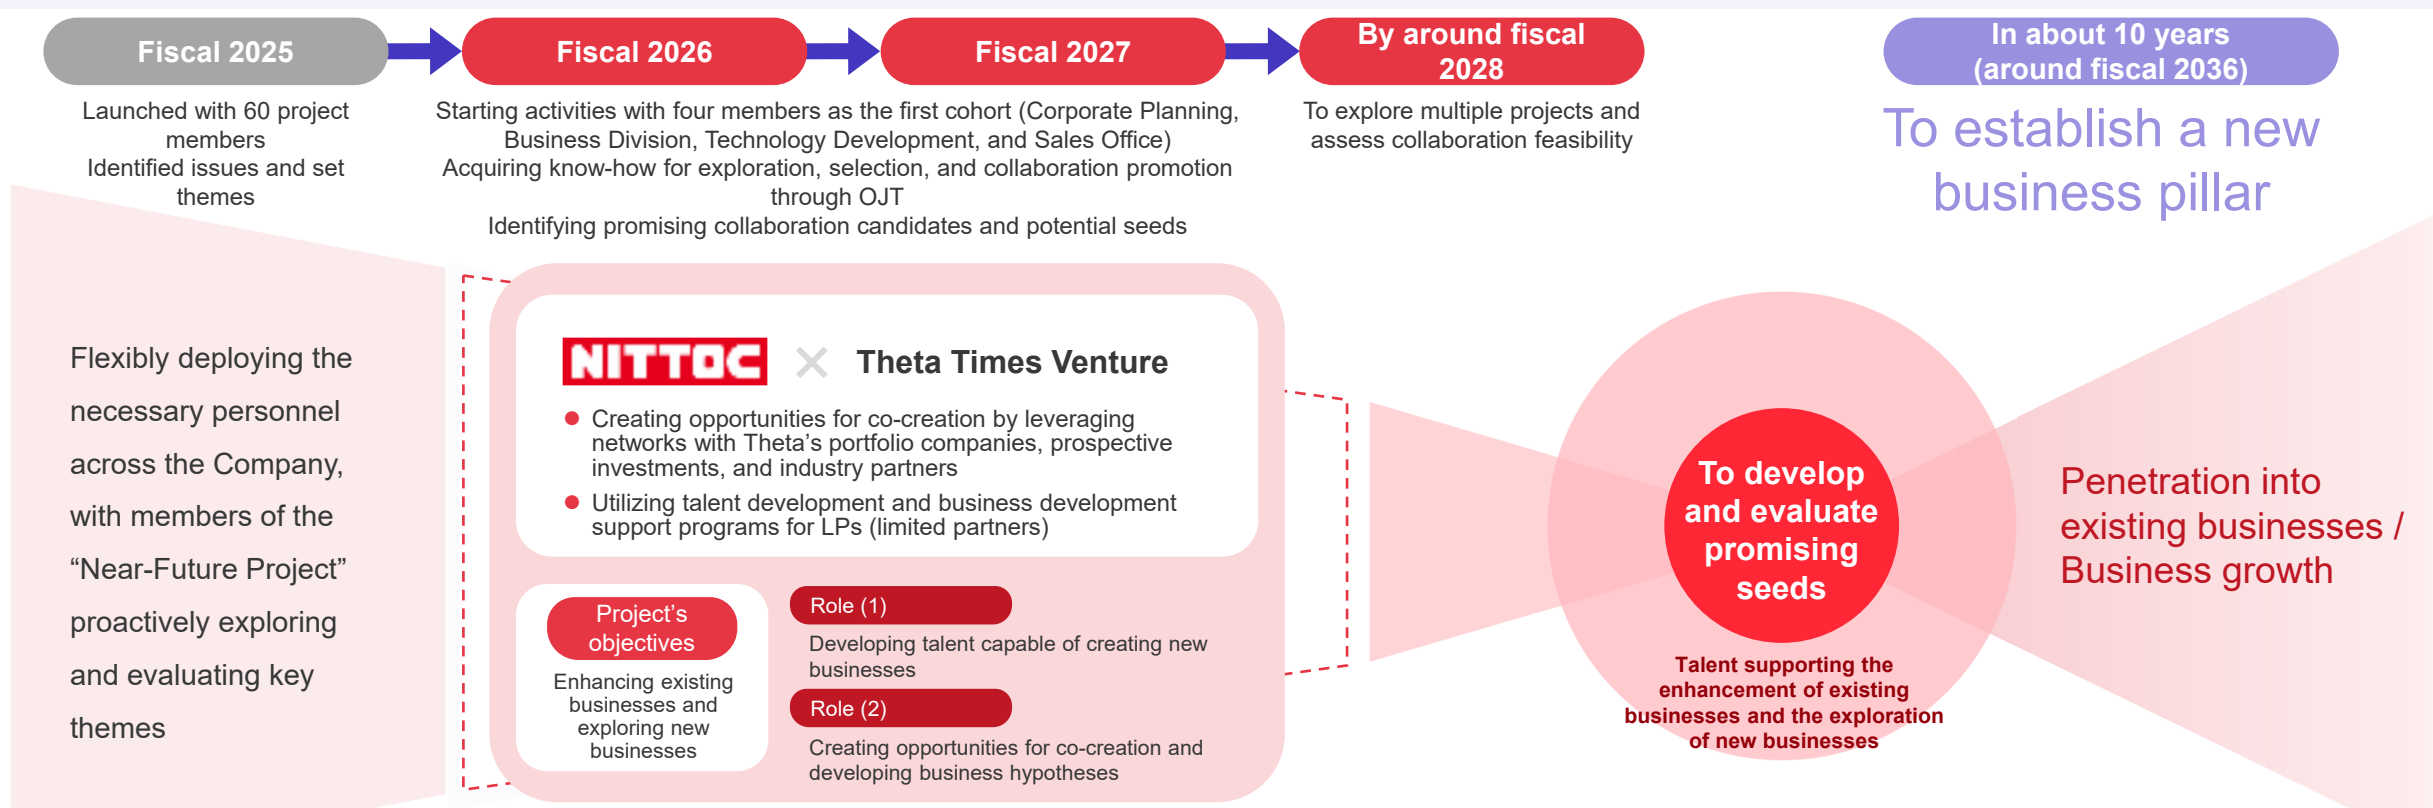 Fiscal 2025
Fiscal 2026
Fiscal 2027
By around fiscal
2028
In about 10 years
(around fiscal 2036)
Launched with 60 project
members
Identified issues and set
themes
Starting activities with four members as the first cohort (Corporate Planning,
Business Division, Technology Development, and Sales Office)
Acquiring know-how for exploration, selection, and collaboration promotion
through OJT
Identifying promising collaboration candidates and potential seeds
To explore multiple projects and
assess collaboration feasibility
To establish a new
business pillar
Flexibly deploying the
necessary personnel
across the Company,
with members of the
“Near-Future Project”
proactively exploring
and evaluating key
themes
NITTOC × Theta Times Venture
● Creating opportunities for co-creation by leveraging
networks with Theta’s portfolio companies, prospective
investments, and industry partners
● Utilizing talent development and business development
support programs for LPs (limited partners)
Project’s
objectives
Enhancing existing
businesses and
exploring new
businesses
Role (1)
Developing talent capable of creating new
businesses
Role (2)
Creating opportunities for co-creation and
developing business hypotheses
To develop
and evaluate
promising
seeds
Talent supporting the
enhancement of existing
businesses and the exploration
of new businesses
Penetration into
existing businesses /
Business growth